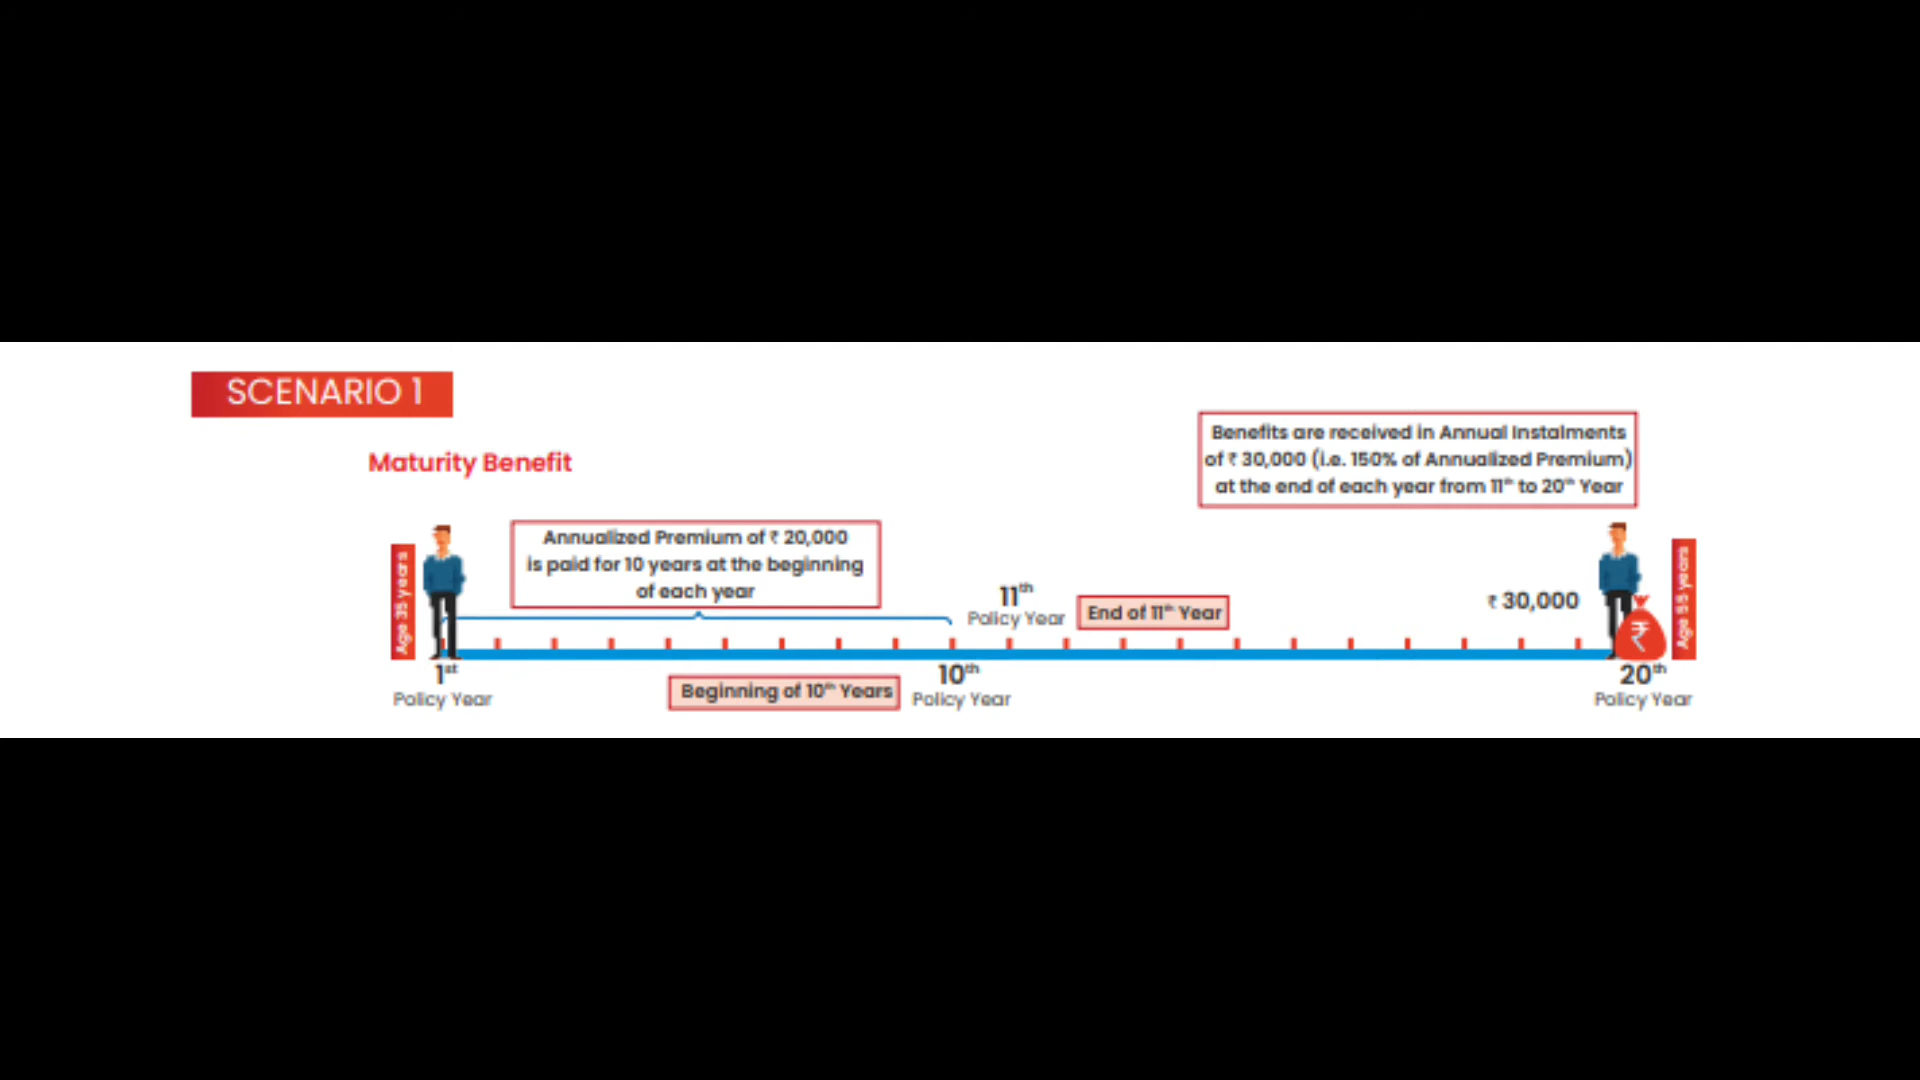 SCENARIO 1
Maturity Benefit
Benefits are received in Annual Instalments
of ₹ 30,000 (i.e. 150% of Annualized Premium)
at the end of each year from 11th to 20th Year
Annualized Premium of ₹ 20,000
is paid for 10 years at the beginning
of each year
Age 35 years
11th
Policy Year
End of 11th Year
₹ 30,000
₹
Age 55 years
1st
Policy Year
Beginning of 10th Years
10th
Policy Year
20th
Policy Year